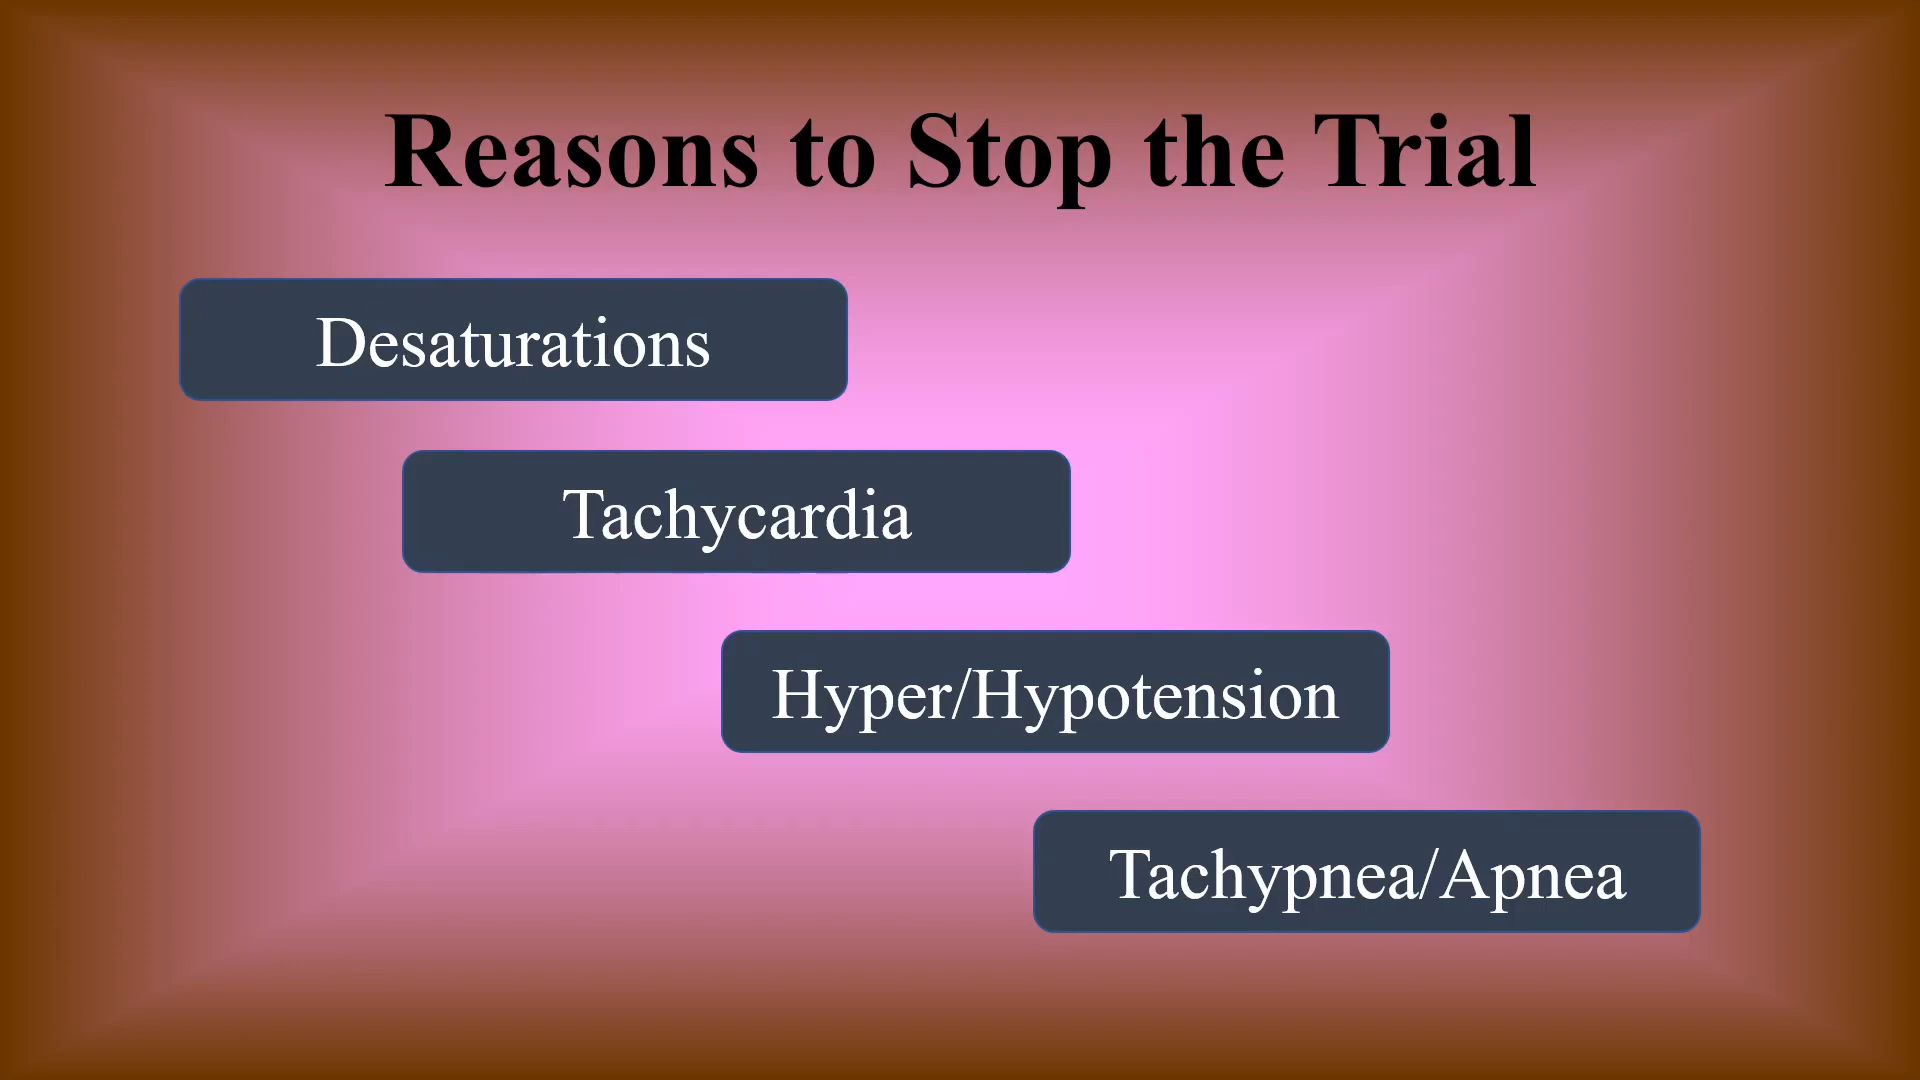 Reasons to Stop the Trial
Desaturations
Tachycardia
Hyper/Hypotension
Tachypnea/Apnea